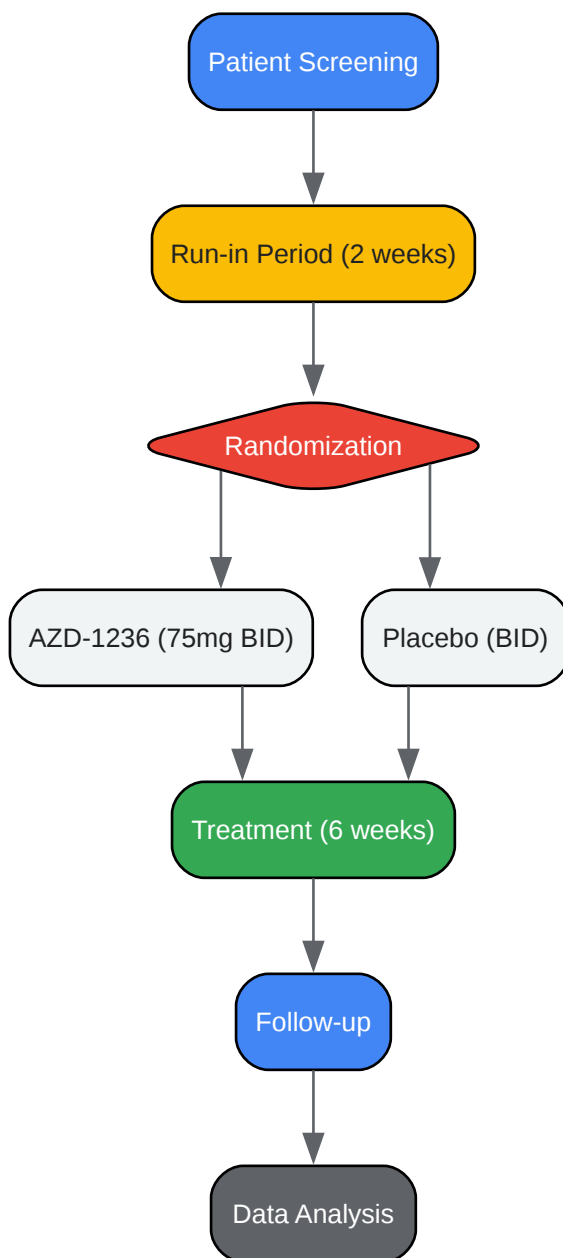 Patient Screening
Run-in Period (2 weeks)
Randomization
AZD-1236 (75mg BID)
Placebo (BID)
Treatment (6 weeks)
Follow-up
Data Analysis